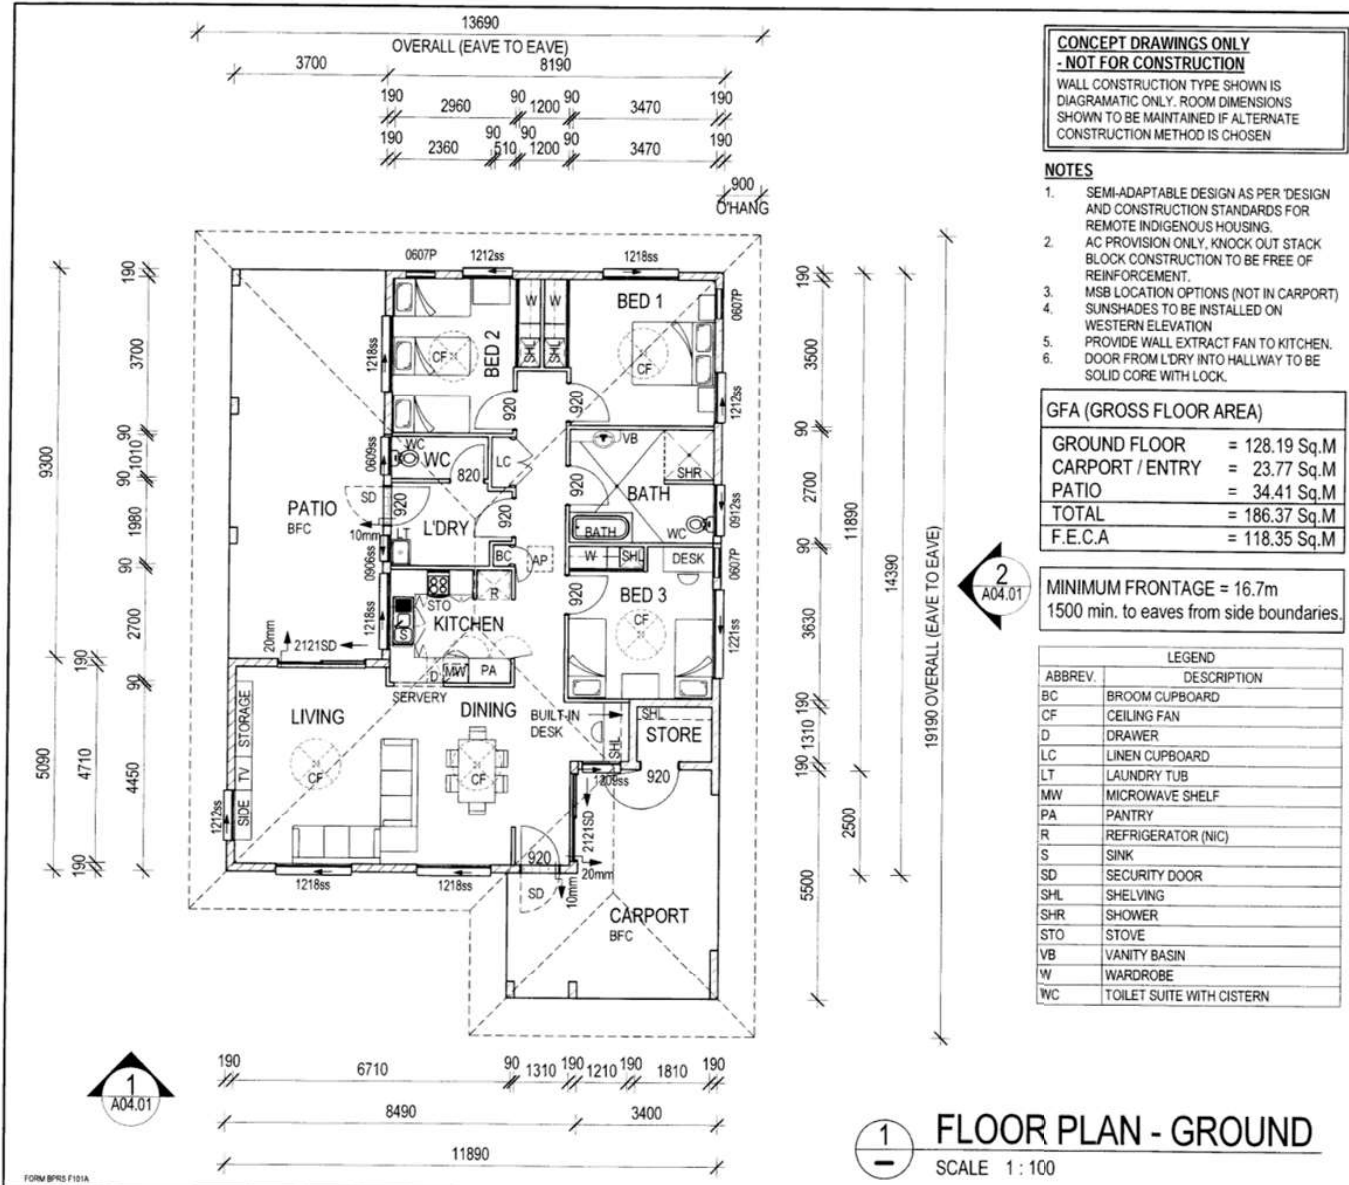 13690
OVERALL (EAVE TO EAVE)
3700
8190
190 2960 90 1200 90 3470 190
190 2360 90 510 90 1200 3470 190
900
O'HANG
0607P
1212ss
1218ss
PATIO
BFC
BED 2
CF
1218ss
W
W
SHL
SHL
BED 1
CF
0607P
1212ss
920
920
WC
WC
0609ss
820
LC
VB
SHR
BATH
BATH
WC
920
0912ss
SD
920
10mm
L'DRY
LT
920
BC
AP
0906ss
W
SHL
DESK
0607P
BED 3
CF
920
1221ss
STO
R
KITCHEN
S
1218ss
20mm
2121SD
D
MW
PA
SERVERY
LIVING
CF
STORAGE
TV
SIDE
1212ss
DINING
CF
BUILT-IN
DESK
SHL
SHL
STORE
1209ss
920
2121SD
20mm
920
SD
10mm
1218ss
1218ss
CARPORT
BFC
9300
5090
190
4710
190
190
3700
90
1010
90
1980
90
2700
90
4450
190
190
3500
90
2700
90
3630
190
1310
190
5500
11890
2500
14390
19190 OVERALL (EAVE TO EAVE)
190 6710 90 1310 190 1210 190 1810 190
8490 3400
11890
1
A04.01
2
A04.01
FORM BPRS F101A
1
FLOOR PLAN - GROUND
SCALE 1 : 100
CONCEPT DRAWINGS ONLY
- NOT FOR CONSTRUCTION
WALL CONSTRUCTION TYPE SHOWN IS
DIAGRAMATIC ONLY. ROOM DIMENSIONS
SHOWN TO BE MAINTAINED IF ALTERNATE
CONSTRUCTION METHOD IS CHOSEN
NOTES
1. SEMI-ADAPTABLE DESIGN AS PER 'DESIGN
AND CONSTRUCTION STANDARDS FOR
REMOTE INDIGENOUS HOUSING.
2. AC PROVISION ONLY, KNOCK OUT STACK
BLOCK CONSTRUCTION TO BE FREE OF
REINFORCEMENT.
3. MSB LOCATION OPTIONS (NOT IN CARPORT)
4. SUNSHADES TO BE INSTALLED ON
WESTERN ELEVATION
5. PROVIDE WALL EXTRACT FAN TO KITCHEN.
6. DOOR FROM L'DRY INTO HALLWAY TO BE
SOLID CORE WITH LOCK.
GFA (GROSS FLOOR AREA)
GROUND FLOOR = 128.19 Sq.M
CARPORT / ENTRY = 23.77 Sq.M
PATIO = 34.41 Sq.M
TOTAL = 186.37 Sq.M
F.E.C.A = 118.35 Sq.M
MINIMUM FRONTAGE = 16.7m
1500 min. to eaves from side boundaries.
LEGEND
ABBREV. DESCRIPTION
BC BROOM CUPBOARD
CF CEILING FAN
D DRAWER
LC LINEN CUPBOARD
LT LAUNDRY TUB
MW MICROWAVE SHELF
PA PANTRY
R REFRIGERATOR (NIC)
S SINK
SD SECURITY DOOR
SHL SHELVING
SHR SHOWER
STO STOVE
VB VANITY BASIN
W WARDROBE
WC TOILET SUITE WITH CISTERN